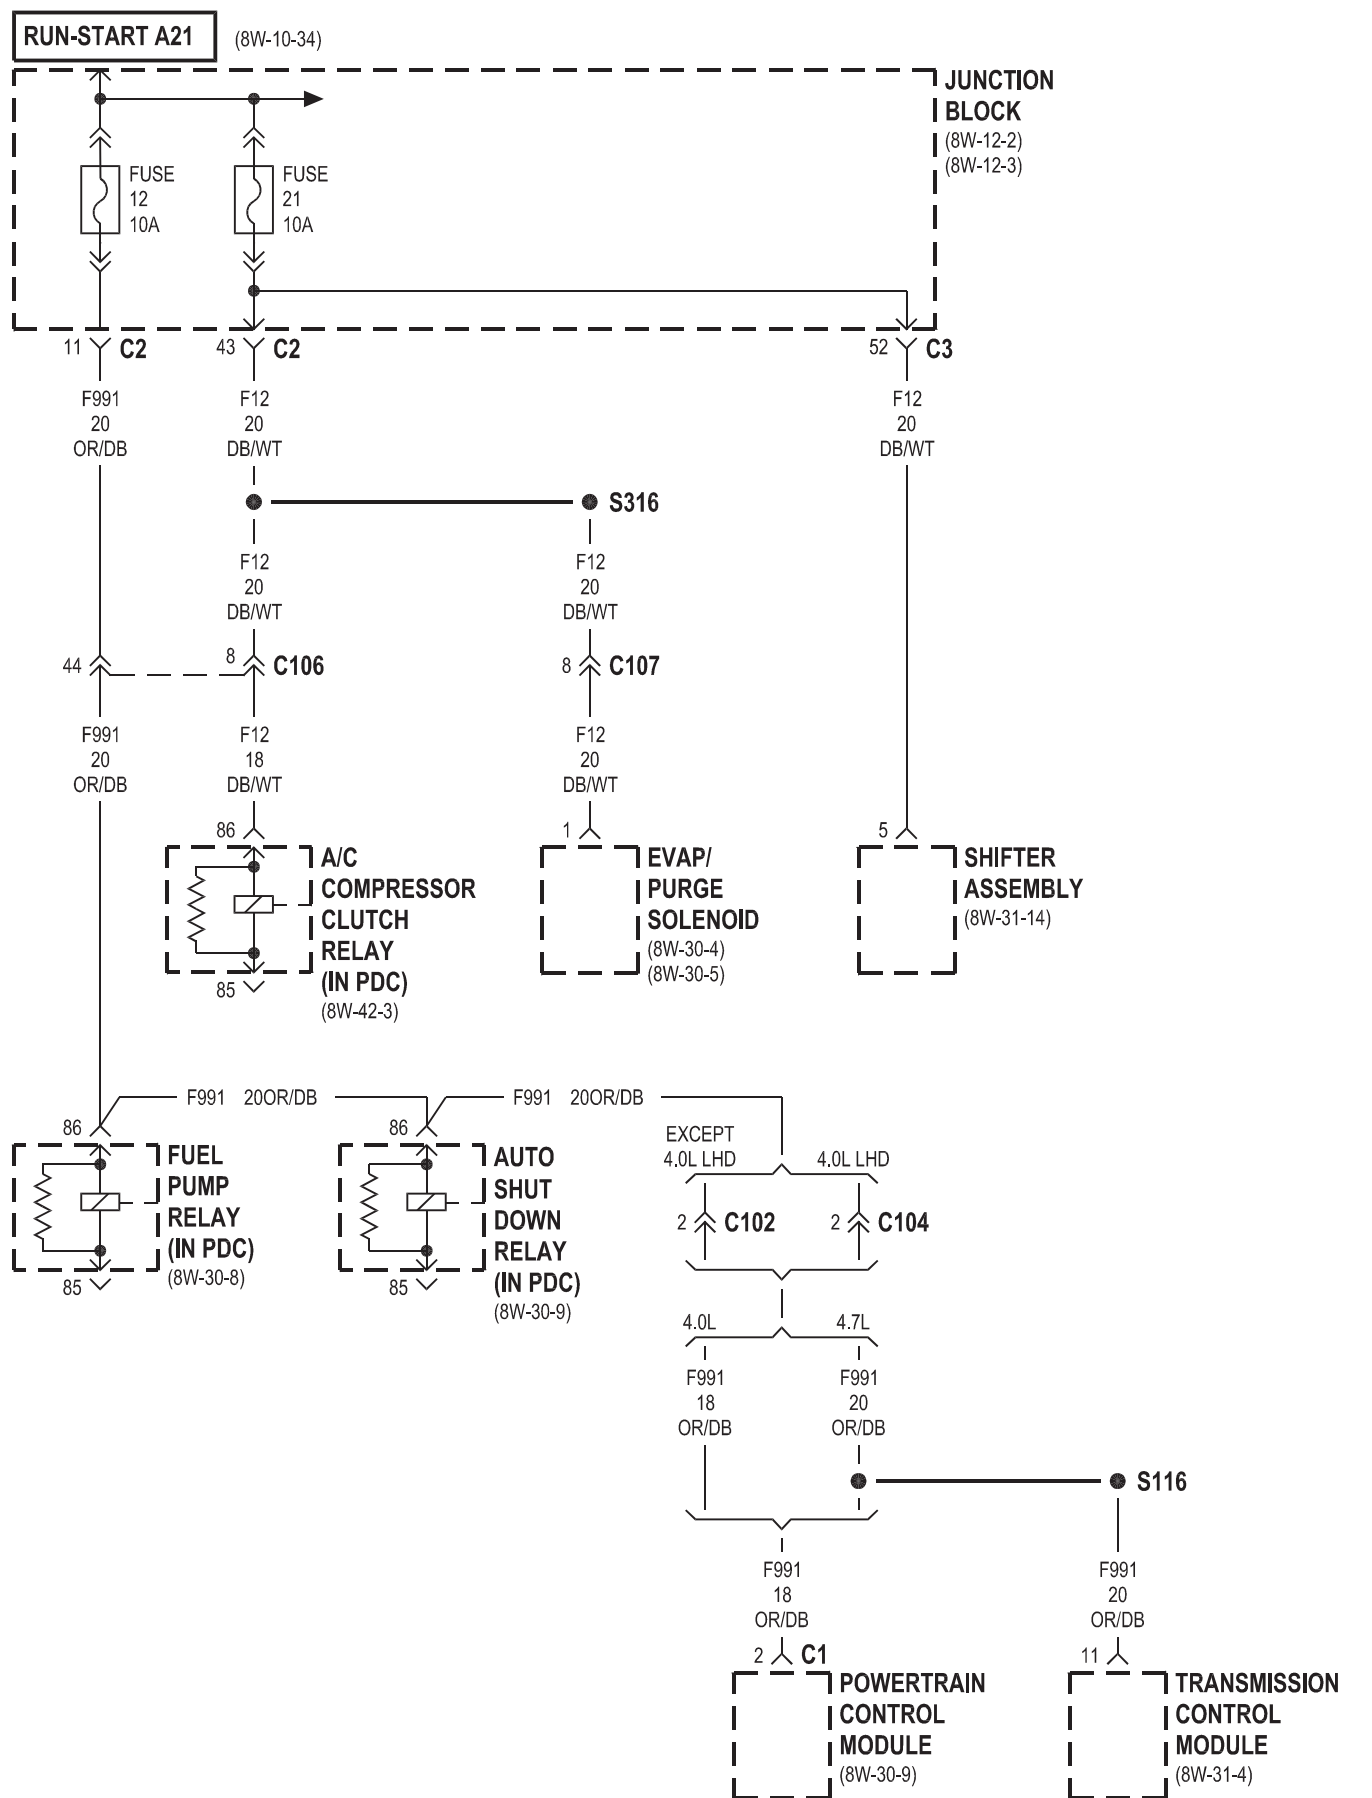 RUN-START A21 (8W-10-34)
JUNCTION
BLOCK
(8W-12-2)
(8W-12-3)
FUSE
12
10A
FUSE
21
10A
11 C2
43 C2
52 C3
F991
20
OR/DB
F12
20
DB/WT
F12
20
DB/WT
S316
F12
20
DB/WT
F12
20
DB/WT
44
8 C106
8 C107
F991
20
OR/DB
F12
18
DB/WT
F12
20
DB/WT
86
1
5
A/C
COMPRESSOR
CLUTCH
RELAY
(IN PDC)
(8W-42-3)
85
EVAP/
PURGE
SOLENOID
(8W-30-4)
(8W-30-5)
SHIFTER
ASSEMBLY
(8W-31-14)
F991 20OR/DB
F991 20OR/DB
86
86
FUEL
PUMP
RELAY
(IN PDC)
(8W-30-8)
85
AUTO
SHUT
DOWN
RELAY
(IN PDC)
(8W-30-9)
85
EXCEPT
4.0L LHD
4.0L LHD
2 C102
2 C104
4.0L
4.7L
F991
18
OR/DB
F991
20
OR/DB
S116
F991
18
OR/DB
F991
20
OR/DB
2 C1
11
POWERTRAIN
CONTROL
MODULE
(8W-30-9)
TRANSMISSION
CONTROL
MODULE
(8W-31-4)